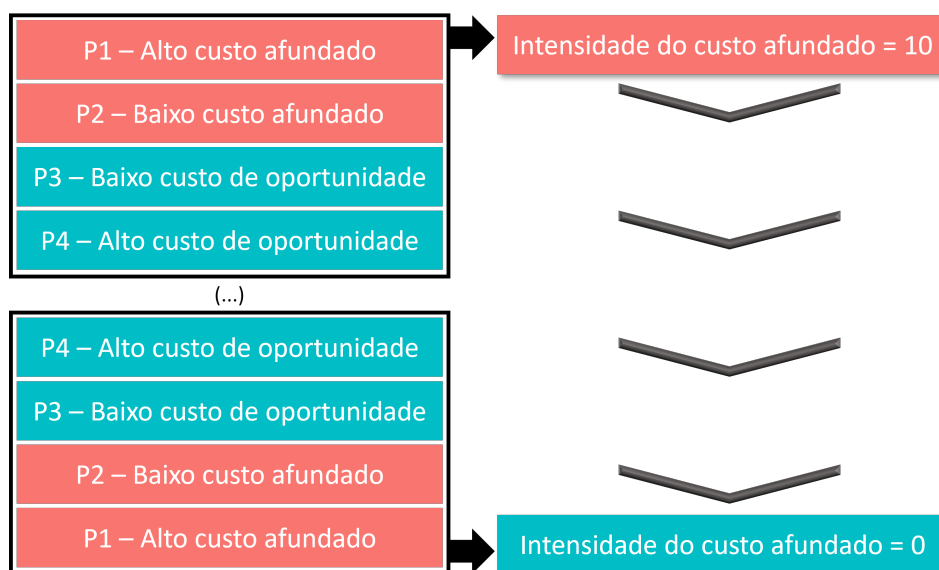 P1 – Alto custo afundado
Intensidade do custo afundado = 10
P2 – Baixo custo afundado
P3 – Baixo custo de oportunidade
P4 – Alto custo de oportunidade
(...)
P4 – Alto custo de oportunidade
P3 – Baixo custo de oportunidade
P2 – Baixo custo afundado
P1 – Alto custo afundado
Intensidade do custo afundado = 0